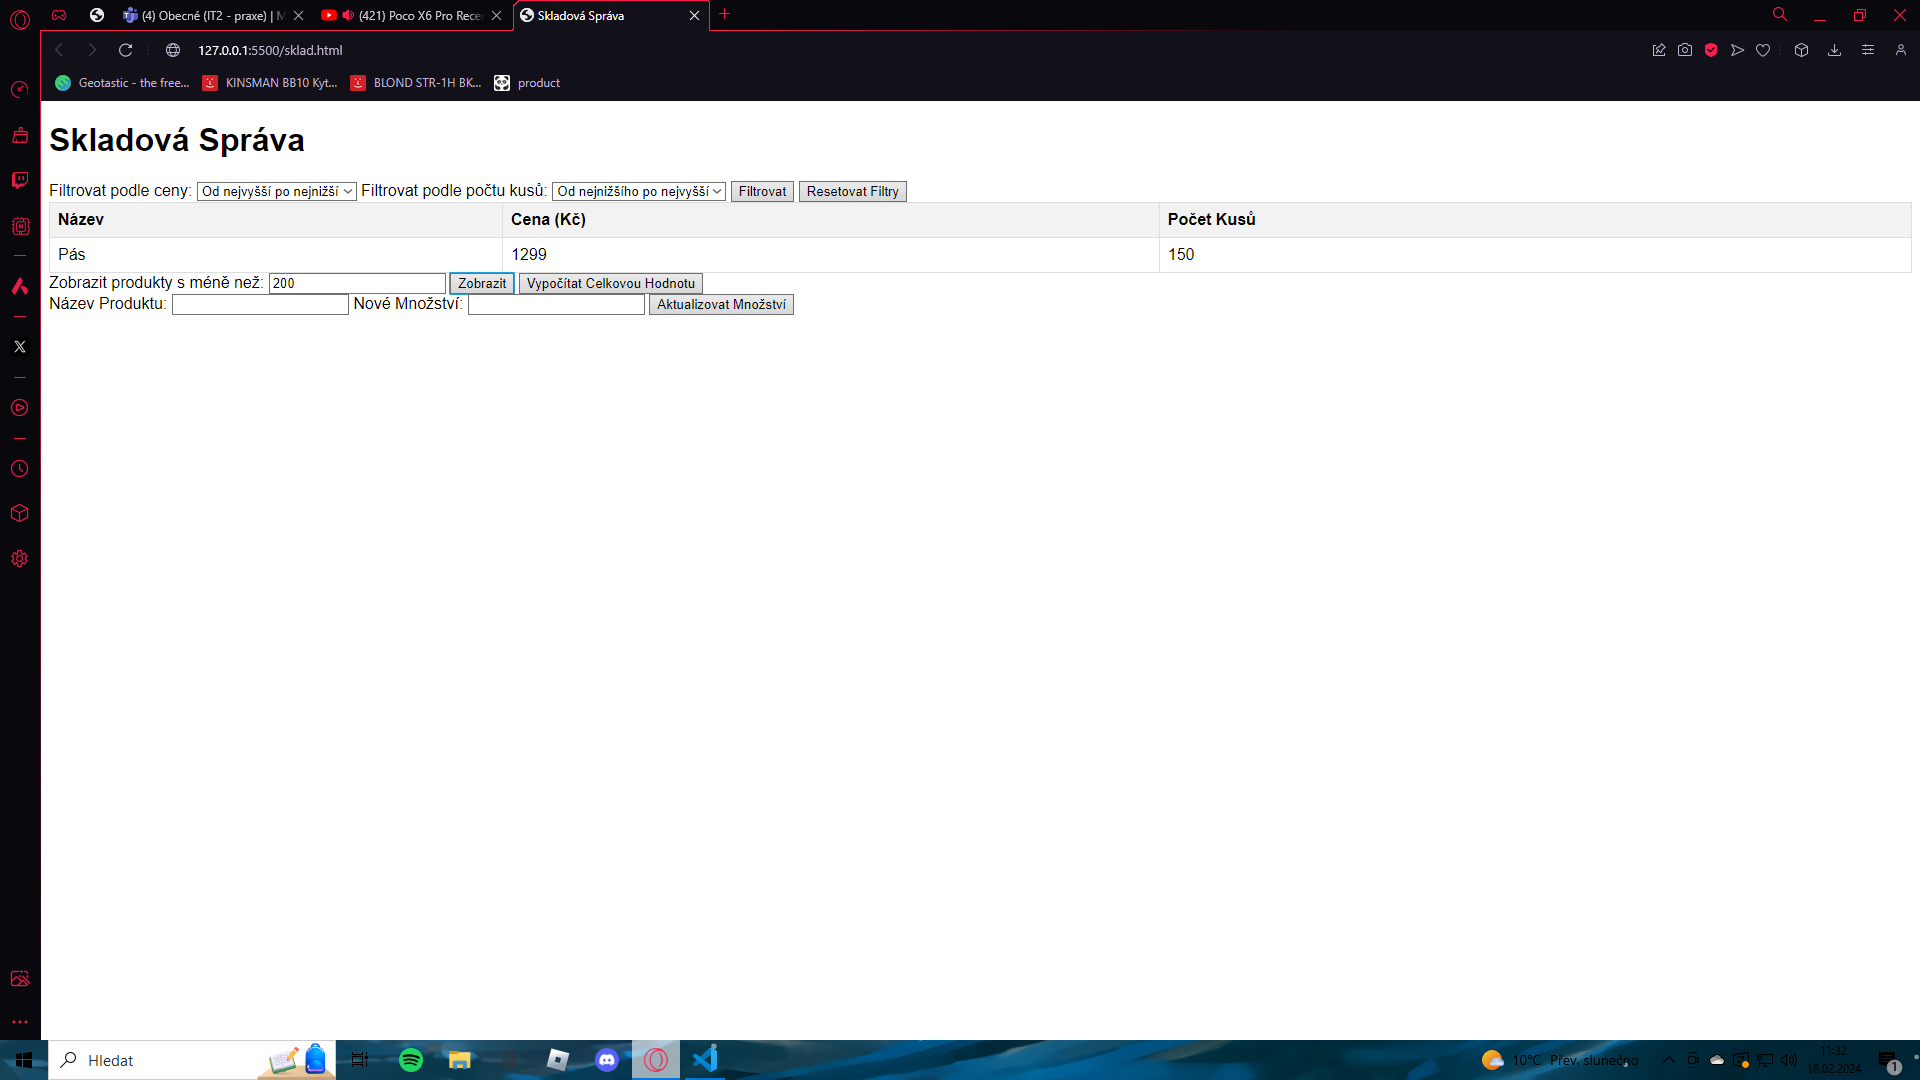 (4) Obecné (IT2 - praxe) | M
(421) Poco X6 Pro Recen
Skladová Správa
127.0.0.1:5500/sklad.html
Geotastic - the free...
KINSMAN BB10 Kyt...
BLOND STR-1H BK...
product
Skladová Správa
Filtrovat podle ceny: Od nejvyšší po nejnižší Filtrovat podle počtu kusů: Od nejnižšího po nejvyšší Filtrovat Resetovat Filtry
Název Cena (Kč) Počet Kusů
Pás 1299 150
Zobrazit produkty s méně než: 200 Zobrazit Vypočítat Celkovou Hodnotu
Název Produktu: Nové Množství: Aktualizovat Množství
Hledat
10°C Přev. slunečno
11:32
18.02.2024
1